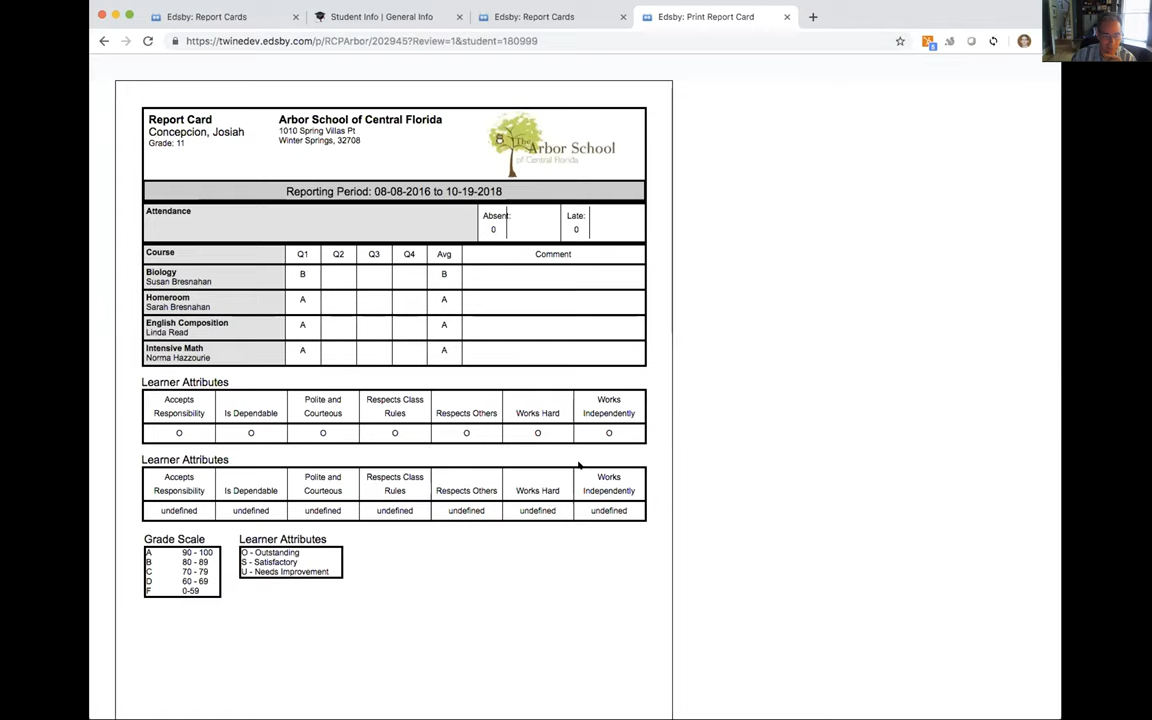 Edsby: Report Cards
Student Info | General Info
Edsby: Report Cards
Edsby: Print Report Card
https://twinedev.edsby.com/p/RCPArbor/202945?Review=1&student=180999
5
Report Card
Concepcion, Josiah
Grade: 11
Arbor School of Central Florida
1010 Spring Villas Pt
Winter Springs, 32708
The
Arbor School
of Central Florida
Reporting Period: 08-08-2016 to 10-19-2018
Attendance
Absent:
0
Late:
0
Course Q1 Q2 Q3 Q4 Avg Comment
Biology B B
Susan Bresnahan
Homeroom A A
Sarah Bresnahan
English Composition A A
Linda Read
Intensive Math A A
Norma Hazzourie
Learner Attributes
Accepts Polite and Respects Class Works
Responsibility Is Dependable Courteous Rules Respects Others Works Hard Independently
O O O O O O O
Learner Attributes
Accepts Polite and Respects Class Works
Responsibility Is Dependable Courteous Rules Respects Others Works Hard Independently
undefined undefined undefined undefined undefined undefined undefined
Grade Scale
A 90 - 100
B 80 - 89
C 70 - 79
D 60 - 69
F 0-59
Learner Attributes
O - Outstanding
S - Satisfactory
U - Needs Improvement